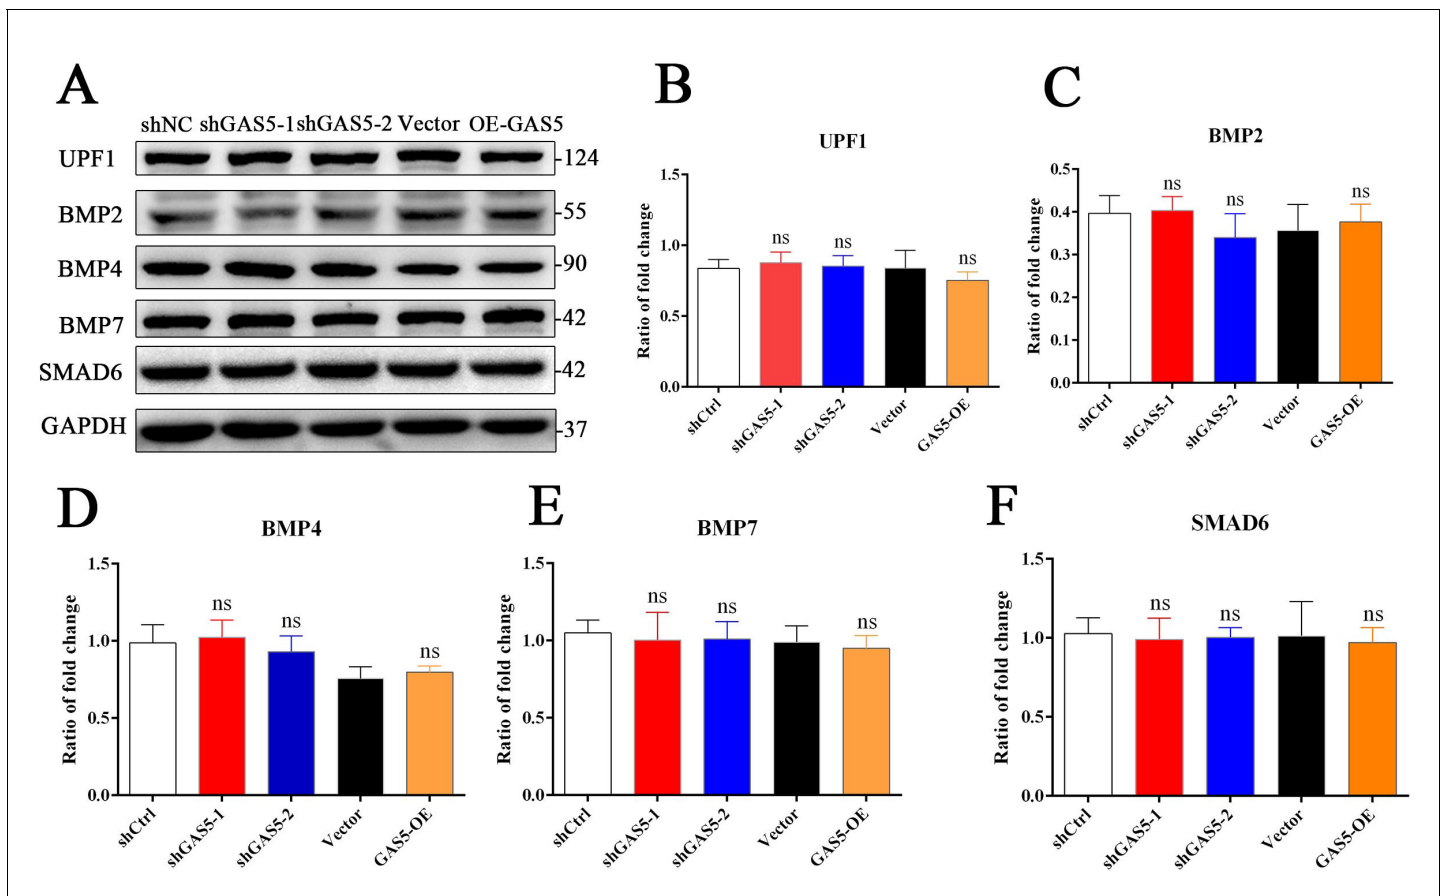 A
shNC shGAS5-1 shGAS5-2 Vector OE-GAS5
UPF1 -124
BMP2 -55
BMP4 -90
BMP7 -42
SMAD6 -42
GAPDH -37
B
UPF1
Ratio of fold change
1.5
1.0
0.5
0.0
ns
ns
ns
shCtrl
shGAS5-1
shGAS5-2
Vector
GAS5-OE
C
BMP2
Ratio of fold change
0.5
0.4
0.3
0.2
0.1
0.0
ns
ns
ns
shCtrl
shGAS5-1
shGAS5-2
Vector
GAS5-OE
D
BMP4
Ratio of fold change
1.5
1.0
0.5
0.0
ns
ns
ns
shCtrl
shGAS5-1
shGAS5-2
Vector
GAS5-OE
E
BMP7
Ratio of fold change
1.5
1.0
0.5
0.0
ns
ns
ns
shCtrl
shGAS5-1
shGAS5-2
Vector
GAS5-OE
F
SMAD6
Ratio of fold change
1.5
1.0
0.5
0.0
ns
ns
ns
shCtrl
shGAS5-1
shGAS5-2
Vector
GAS5-OE